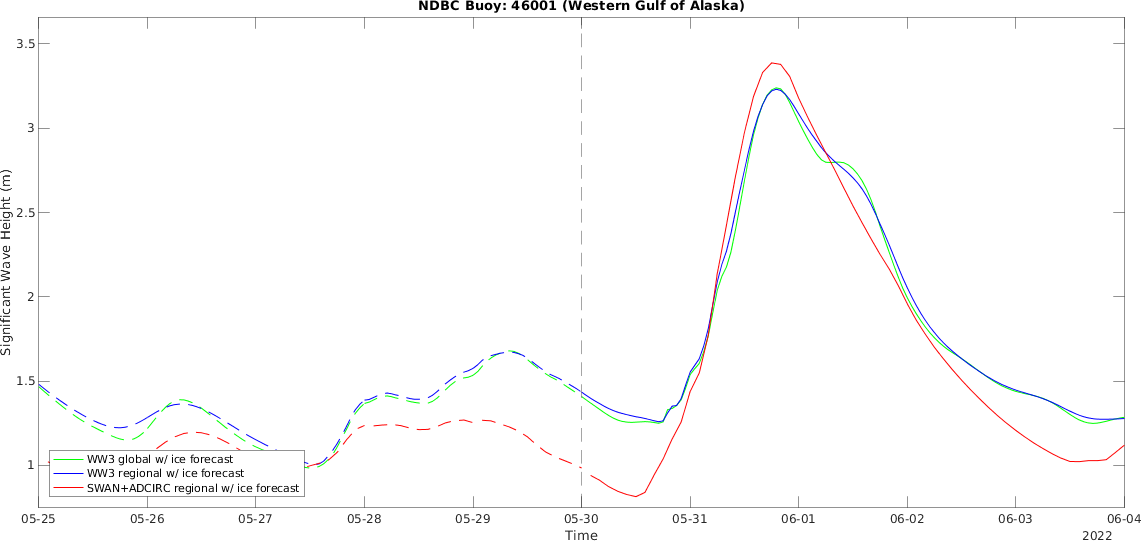 NDBC Buoy: 46001 (Western Gulf of Alaska)
3.5
3
2.5
2
1.5
1
Significant Wave Height (m)
WW3 global w/ ice forecast
WW3 regional w/ ice forecast
SWAN+ADCIRC regional w/ ice forecast
05-25 05-26 05-27 05-28 05-29 05-30 05-31 06-01 06-02 06-03 06-04
Time
2022